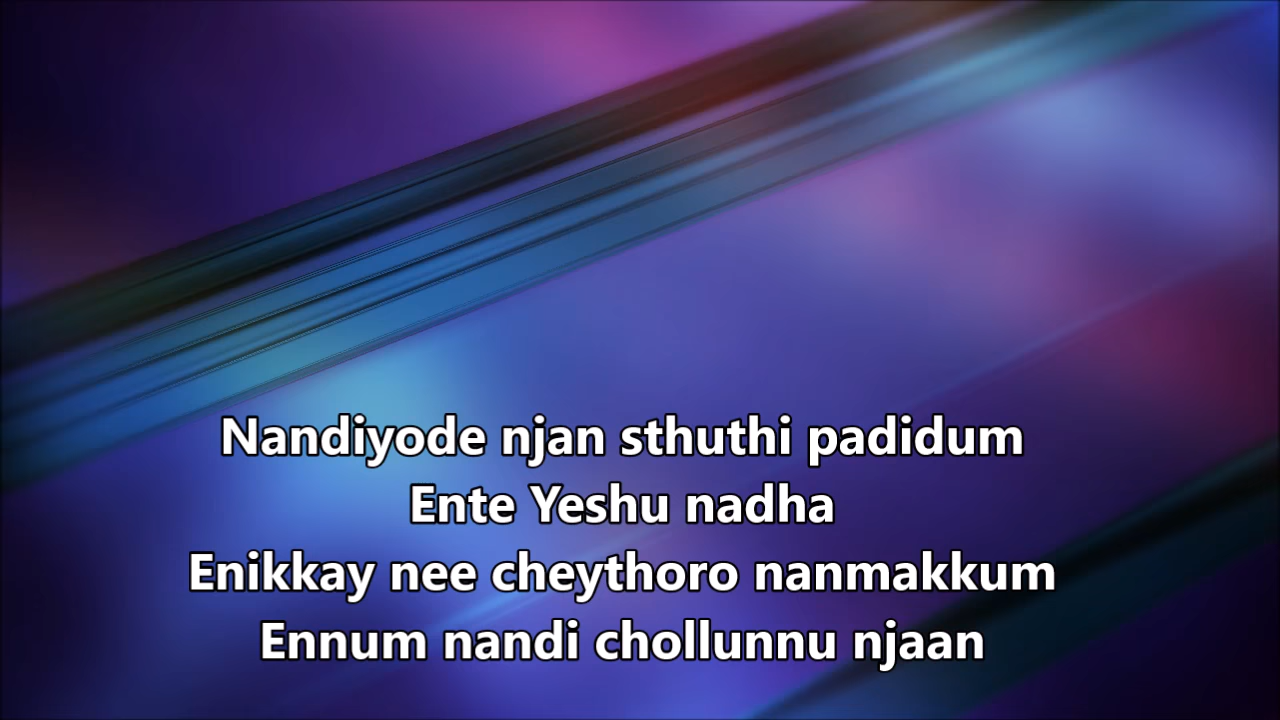 Nandiyode njan sthuthi padidum
Ente Yeshu nadha
Enikkay nee cheythoro nanmakkum
Ennum nandi chollunnu njaan